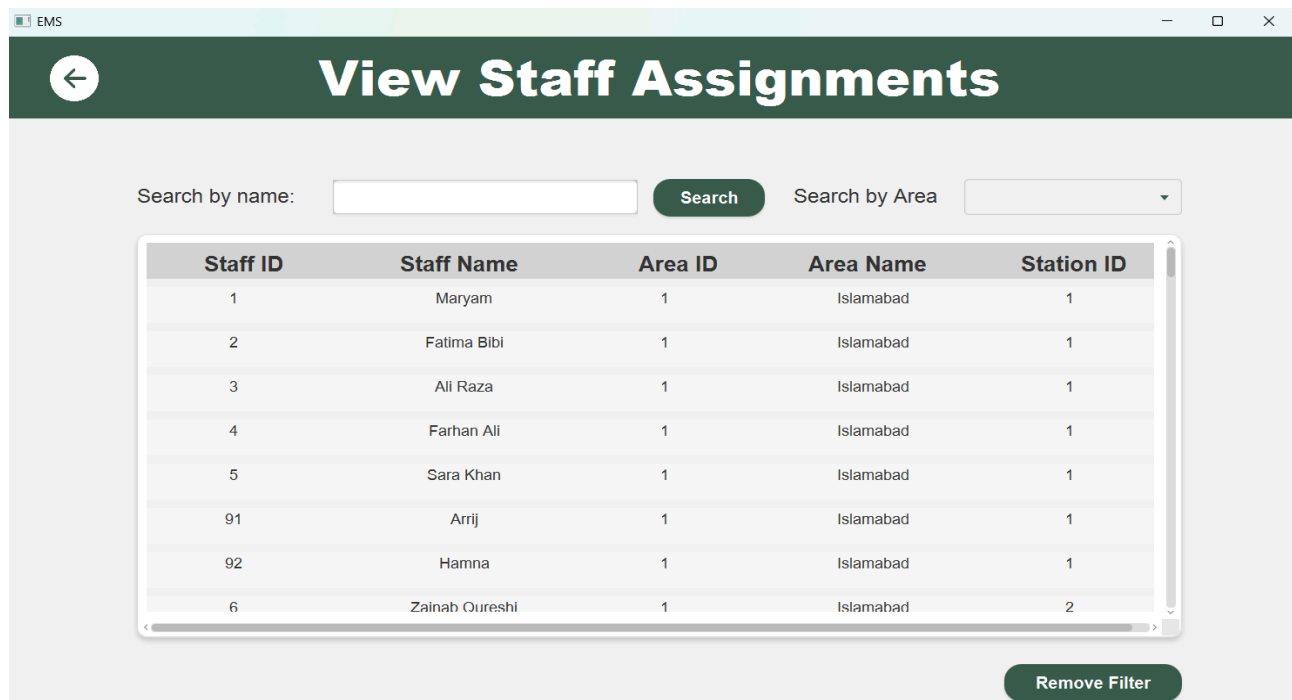 EMS
View Staff Assignments
Search by name: Search Search by Area
Staff ID Staff Name Area ID Area Name Station ID
1 Maryam 1 Islamabad 1
2 Fatima Bibi 1 Islamabad 1
3 Ali Raza 1 Islamabad 1
4 Farhan Ali 1 Islamabad 1
5 Sara Khan 1 Islamabad 1
91 Arrij 1 Islamabad 1
92 Hamna 1 Islamabad 1
6 Zainab Qureshi 1 Islamabad 2
Remove Filter